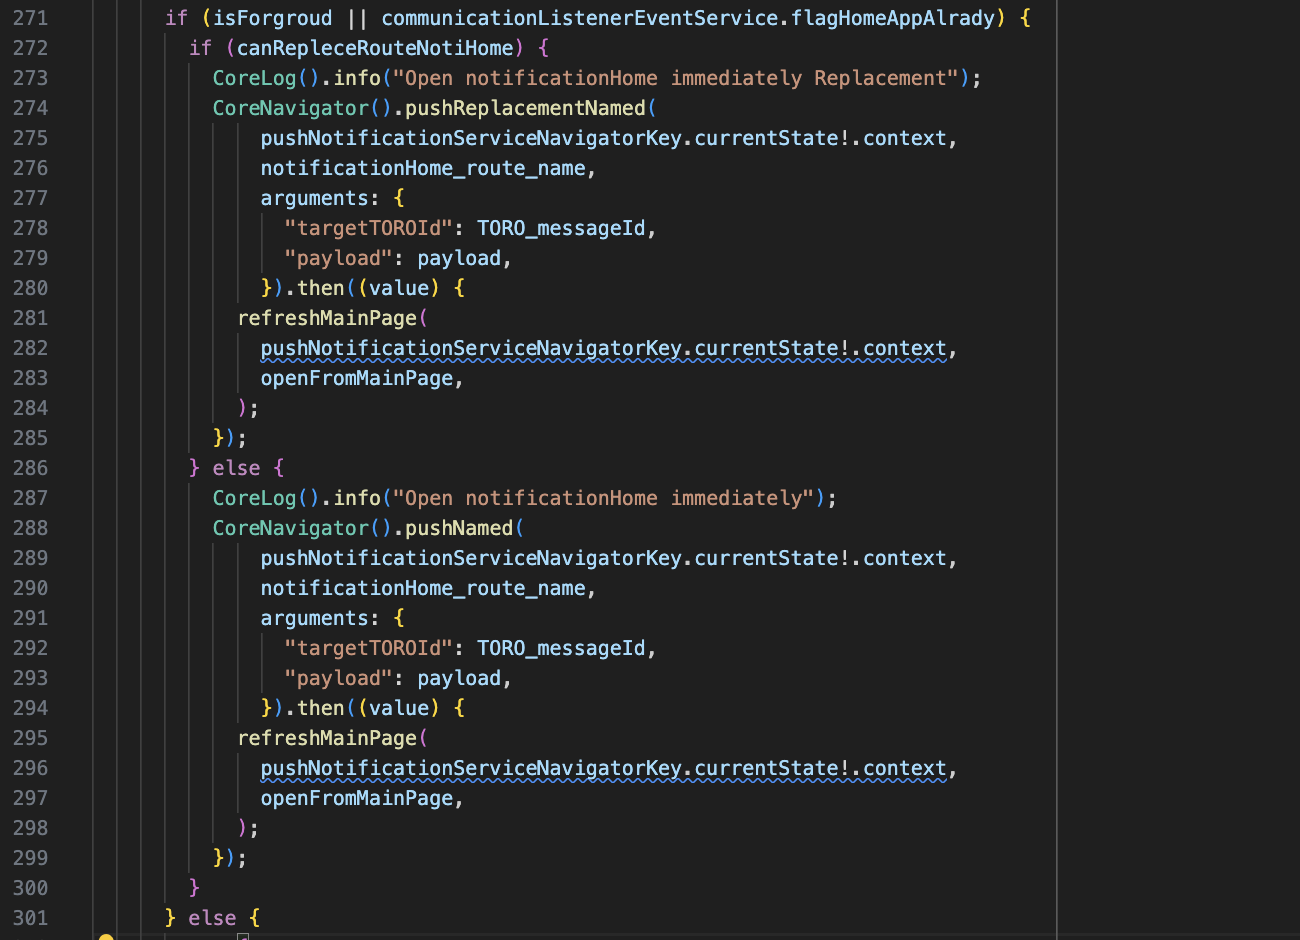 271 if (isForgroud || communicationListenerEventService.flagHomeAppAlrady) {
272 if (canRepleceRouteNotiHome) {
273 CoreLog().info("Open notificationHome immediately Replacement");
274 CoreNavigator().pushReplacementNamed(
275 pushNotificationServiceNavigatorKey.currentState!.context,
276 notificationHome_route_name,
277 arguments: {
278 "targetTOROId": TORO_messageId,
279 "payload": payload,
280 }).then((value) {
281 refreshMainPage(
282 pushNotificationServiceNavigatorKey.currentState!.context,
283 openFromMainPage,
284 );
285 });
286 } else {
287 CoreLog().info("Open notificationHome immediately");
288 CoreNavigator().pushNamed(
289 pushNotificationServiceNavigatorKey.currentState!.context,
290 notificationHome_route_name,
291 arguments: {
292 "targetTOROId": TORO_messageId,
293 "payload": payload,
294 }).then((value) {
295 refreshMainPage(
296 pushNotificationServiceNavigatorKey.currentState!.context,
297 openFromMainPage,
298 );
299 });
300 }
301 } else {